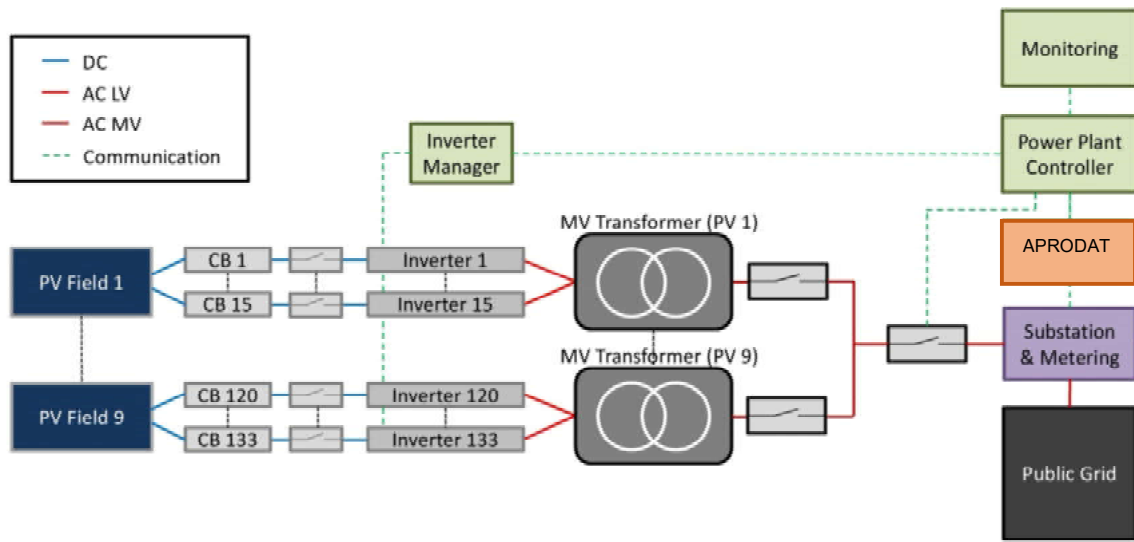 DC
AC LV
AC MV
Communication
Monitoring
Inverter
Manager
Power Plant
Controller
MV Transformer (PV 1)
APRODAT
PV Field 1
CB 1
Inverter 1
CB 15
Inverter 15
Substation
& Metering
MV Transformer (PV 9)
PV Field 9
CB 120
Inverter 120
CB 133
Inverter 133
Public Grid